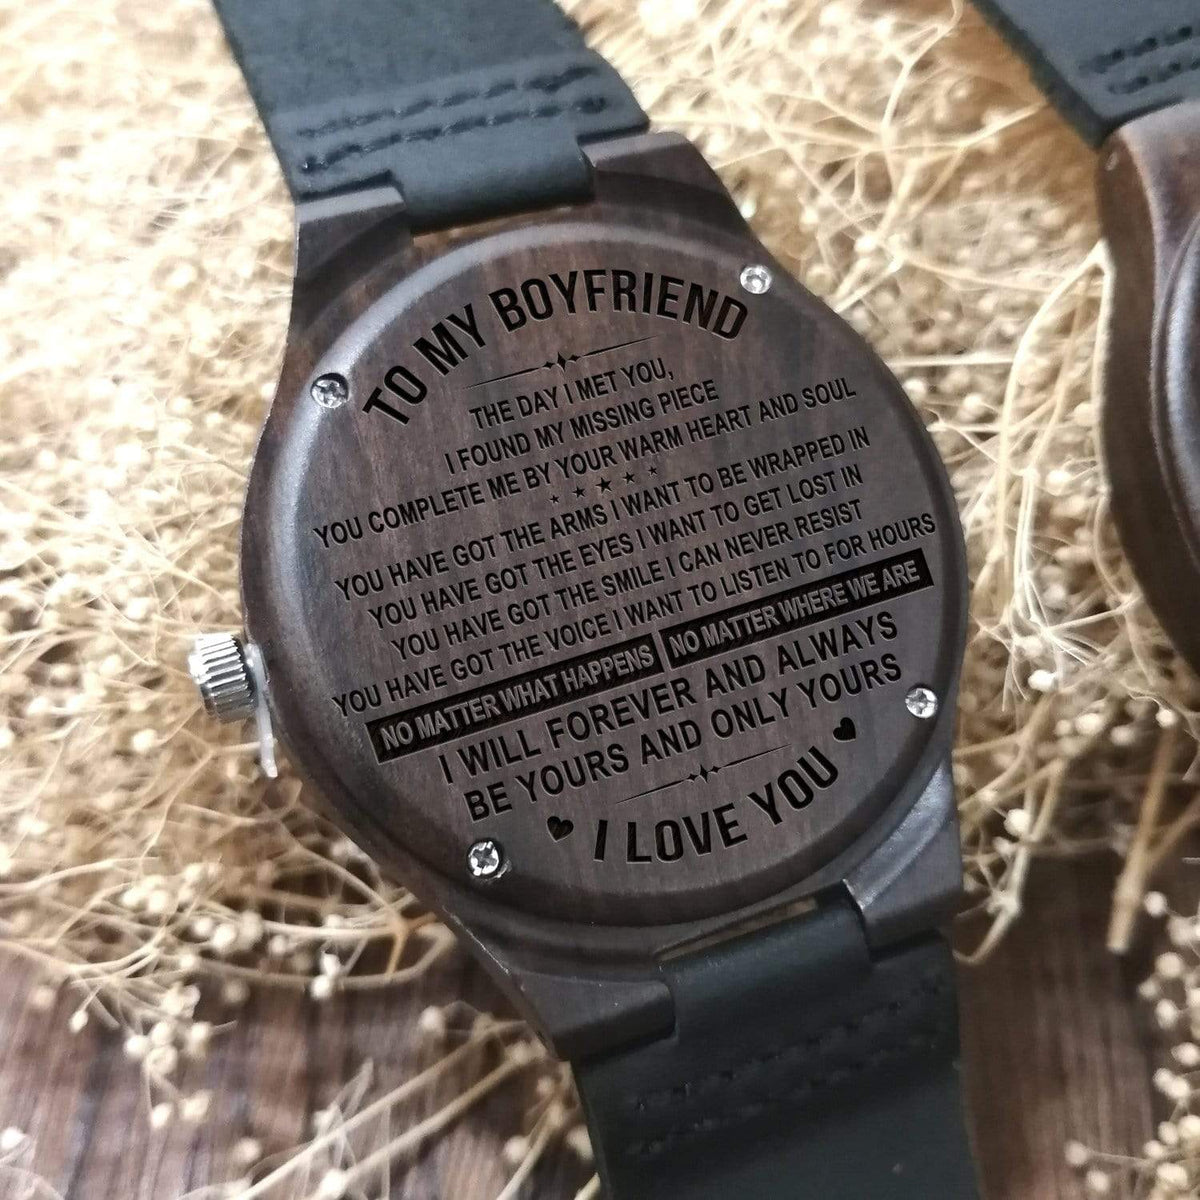 TO MY BOYFRIEND
THE DAY I MET YOU,
I FOUND MY MISSING PIECE
YOU COMPLETE ME BY YOUR WARM HEART AND SOUL
YOU HAVE GOT THE ARMS I WANT TO BE WRAPPED IN
YOU HAVE GOT THE EYES I WANT TO GET LOST IN
YOU HAVE GOT THE SMILE I CAN NEVER RESIST
YOU HAVE GOT THE VOICE I WANT TO LISTEN TO FOR HOURS
NO MATTER WHAT HAPPENS NO MATTER WHERE WE ARE
I WILL FOREVER AND ALWAYS
BE YOURS AND ONLY YOURS
I LOVE YOU